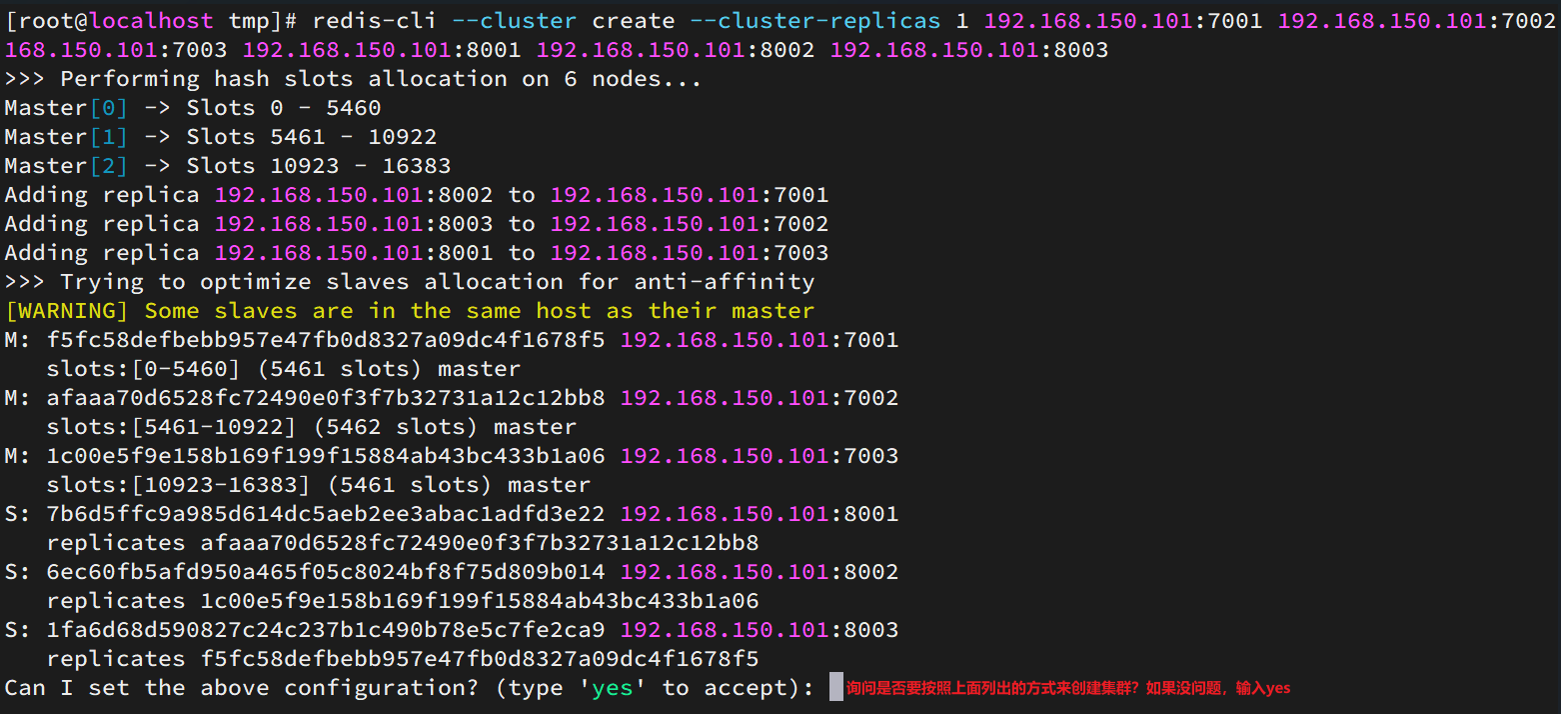 [root@localhost tmp]# redis-cli --cluster create --cluster-replicas 1 192.168.150.101:7001 192.168.150.101:7002
168.150.101:7003 192.168.150.101:8001 192.168.150.101:8002 192.168.150.101:8003
>>> Performing hash slots allocation on 6 nodes...
Master[0] -> Slots 0 - 5460
Master[1] -> Slots 5461 - 10922
Master[2] -> Slots 10923 - 16383
Adding replica 192.168.150.101:8002 to 192.168.150.101:7001
Adding replica 192.168.150.101:8003 to 192.168.150.101:7002
Adding replica 192.168.150.101:8001 to 192.168.150.101:7003
>>> Trying to optimize slaves allocation for anti-affinity
[WARNING] Some slaves are in the same host as their master
M: f5fc58defbebb957e47fb0d8327a09dc4f1678f5 192.168.150.101:7001
slots:[0-5460] (5461 slots) master
M: afaaa70d6528fc72490e0f3f7b32731a12c12bb8 192.168.150.101:7002
slots:[5461-10922] (5462 slots) master
M: 1c00e5f9e158b169f199f15884ab43bc433b1a06 192.168.150.101:7003
slots:[10923-16383] (5461 slots) master
S: 7b6d5ffc9a985d614dc5aeb2ee3abac1adfd3e22 192.168.150.101:8001
replicates afaaa70d6528fc72490e0f3f7b32731a12c12bb8
S: 6ec60fb5afd950a465f05c8024bf8f75d809b014 192.168.150.101:8002
replicates 1c00e5f9e158b169f199f15884ab43bc433b1a06
S: 1fa6d68d590827c24c237b1c490b78e5c7fe2ca9 192.168.150.101:8003
replicates f5fc58defbebb957e47fb0d8327a09dc4f1678f5
Can I set the above configuration? (type 'yes' to accept): 询问是否要按照上面列出的方式来创建集群？如果没问题，输入yes